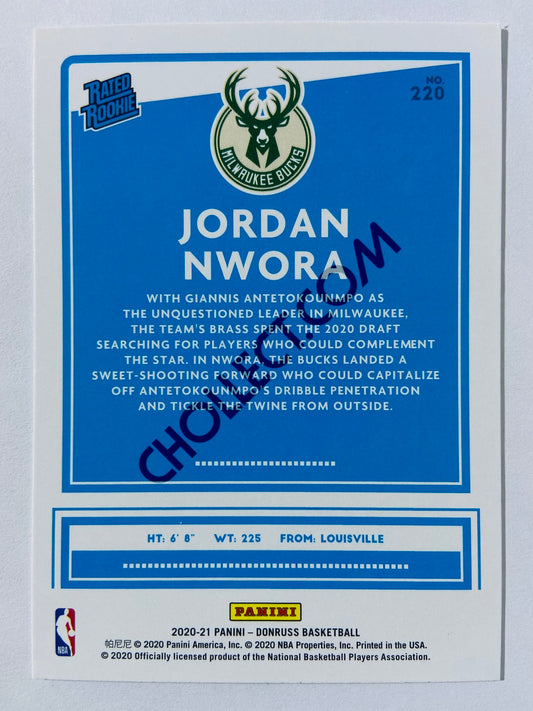 RATED
ROOKIE
NO.
220
MILWAUKEE BUCKS
JORDAN
NWORA
WITH GIANNIS ANTETOKOUNMPO AS
THE UNQUESTIONED LEADER IN MILWAUKEE,
THE TEAM'S BRASS SPENT THE 2020 DRAFT
SEARCHING FOR PLAYERS WHO COULD COMPLEMENT
THE STAR. IN NWORA, THE BUCKS LANDED A
SWEET-SHOOTING FORWARD WHO COULD CAPITALIZE
OFF ANTETOKOUNMPO'S DRIBBLE PENETRATION
AND TICKLE THE TWINE FROM OUTSIDE.
CHOLLECT.COM
HT: 6' 8" WT: 225 FROM: LOUISVILLE
PANINI
2020-21 PANINI – DONRUSS BASKETBALL
帕尼尼 © 2020 Panini America, Inc. © 2020 NBA Properties, Inc. Printed in the USA.
© 2020 Officially licensed product of the National Basketball Players Association.
NBA